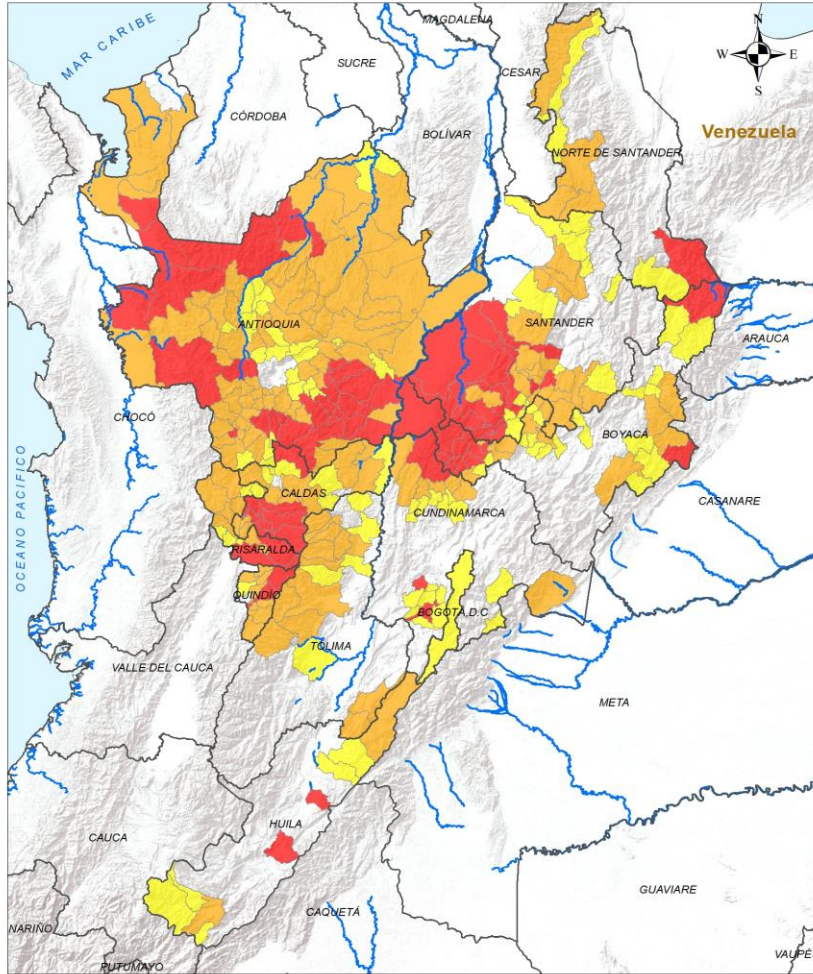 MAGDALENA
N
W E
S
MAR CARIBE
SUCRE
CESAR
CÓRDOBA
BOLÍVAR
Venezuela
NORTE DE SANTANDER
ANTIOQUIA
SANTANDER
ARAUCA
CHOCÓ
BOYACÁ
OCEANO PACIFICO
CALDAS
CASANARE
CUNDINAMARCA
RISARALDA
QUINDÍO
BOGOTÁ, D.C
TOLIMA
VALLE DEL CAUCA
META
HUILA
CAUCA
GUAVIARE
CAQUETÁ
NARIÑO
PUTUMAYO
VAUPÉ